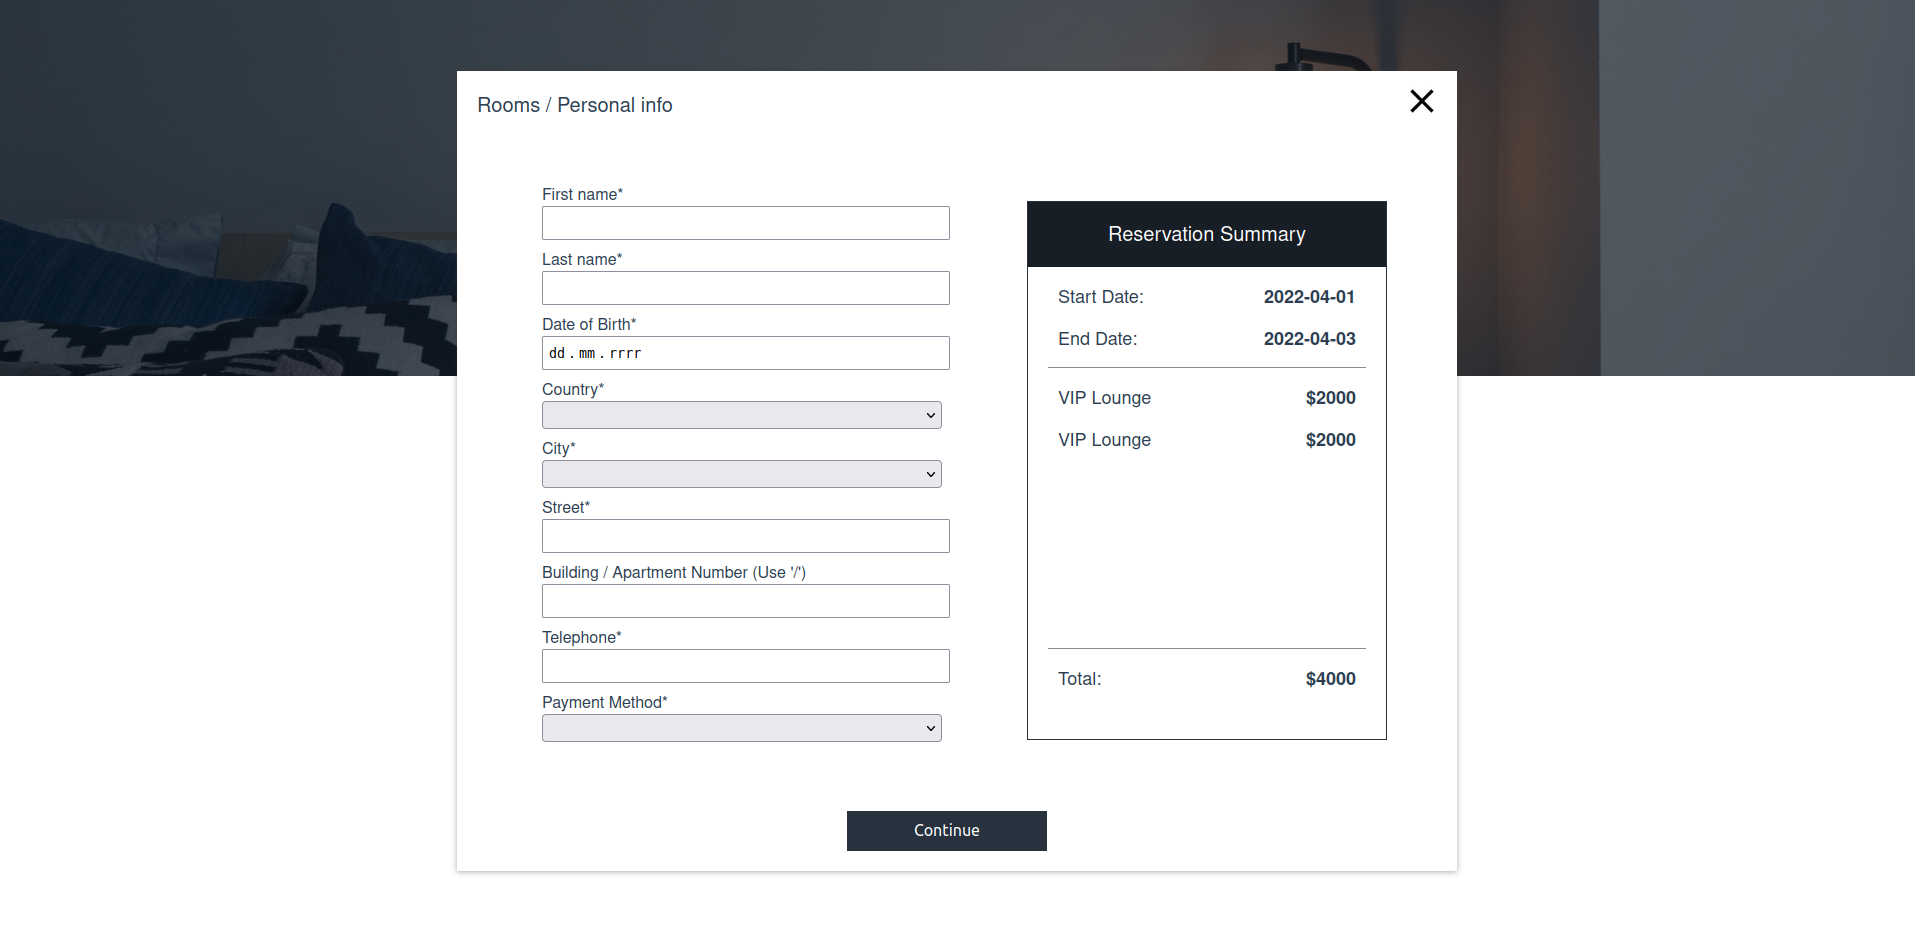 Rooms / Personal info
First name*
Last name*
Date of Birth*
dd . mm . rrrr
Country*
City*
Street*
Building / Apartment Number (Use '/')
Telephone*
Payment Method*
Reservation Summary
Start Date: 2022-04-01
End Date: 2022-04-03
VIP Lounge $2000
VIP Lounge $2000
Total: $4000
Continue